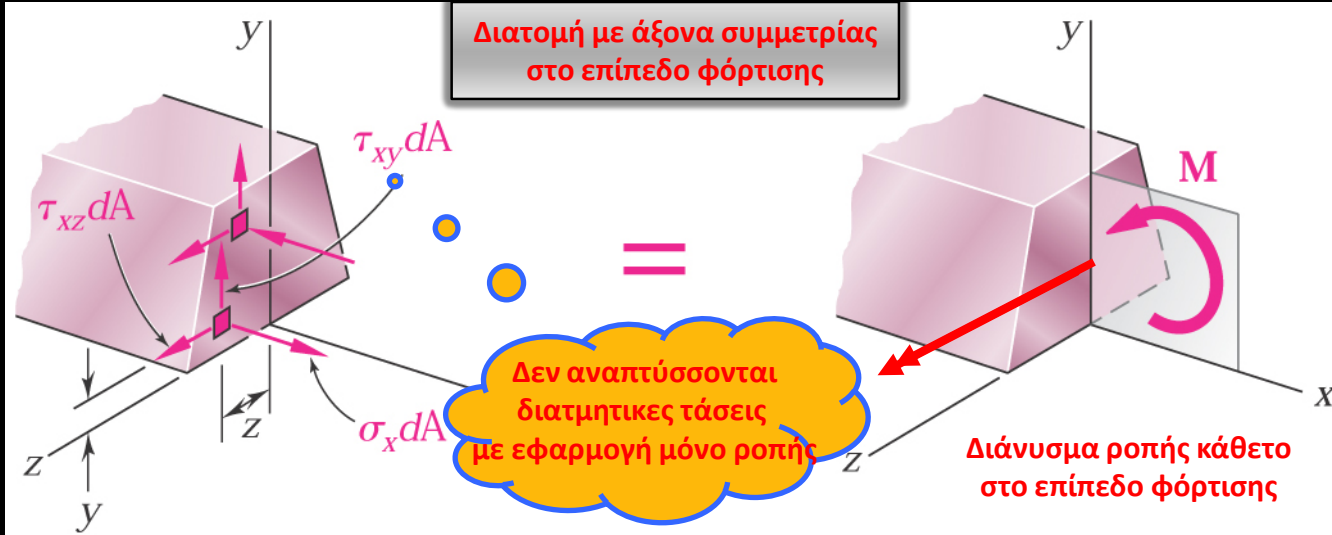 Διατομή με άξονα συμμετρίας
στο επίπεδο φόρτισης
y
τxydA
τxzdA
σxdA
z
z
y
=
y
M
x
z
Δεν αναπτύσσονται
διατμητικες τάσεις
με εφαρμογή μόνο ροπής
Διάνυσμα ροπής κάθετο
στο επίπεδο φόρτισης